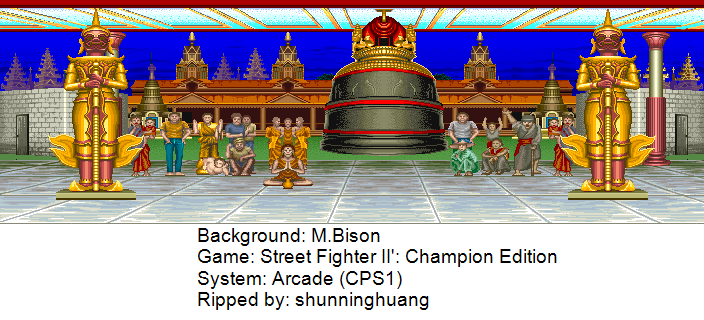 Background: M.Bison
Game: Street Fighter II': Champion Edition
System: Arcade (CPS1)
Ripped by: shunninghuang